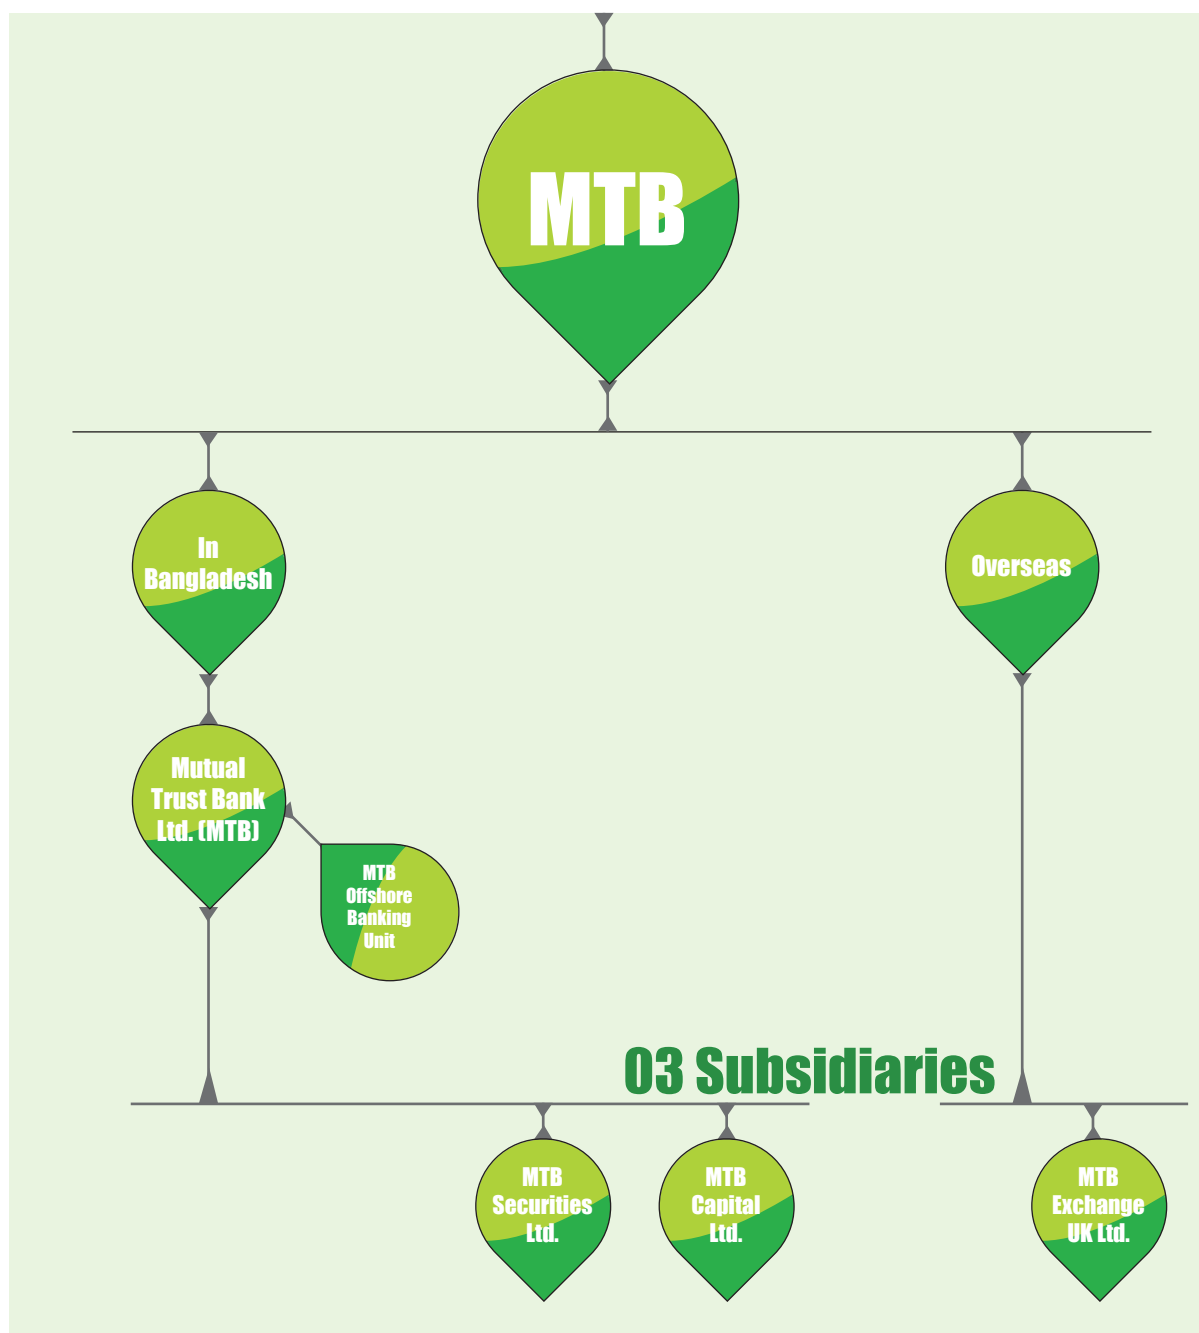 MTB
In
Bangladesh
Overseas
Mutual
Trust Bank
Ltd. (MTB)
MTB
Offshore
Banking
Unit
03 Subsidiaries
MTB
Securities
Ltd.
MTB
Capital
Ltd.
MTB
Exchange
UK Ltd.